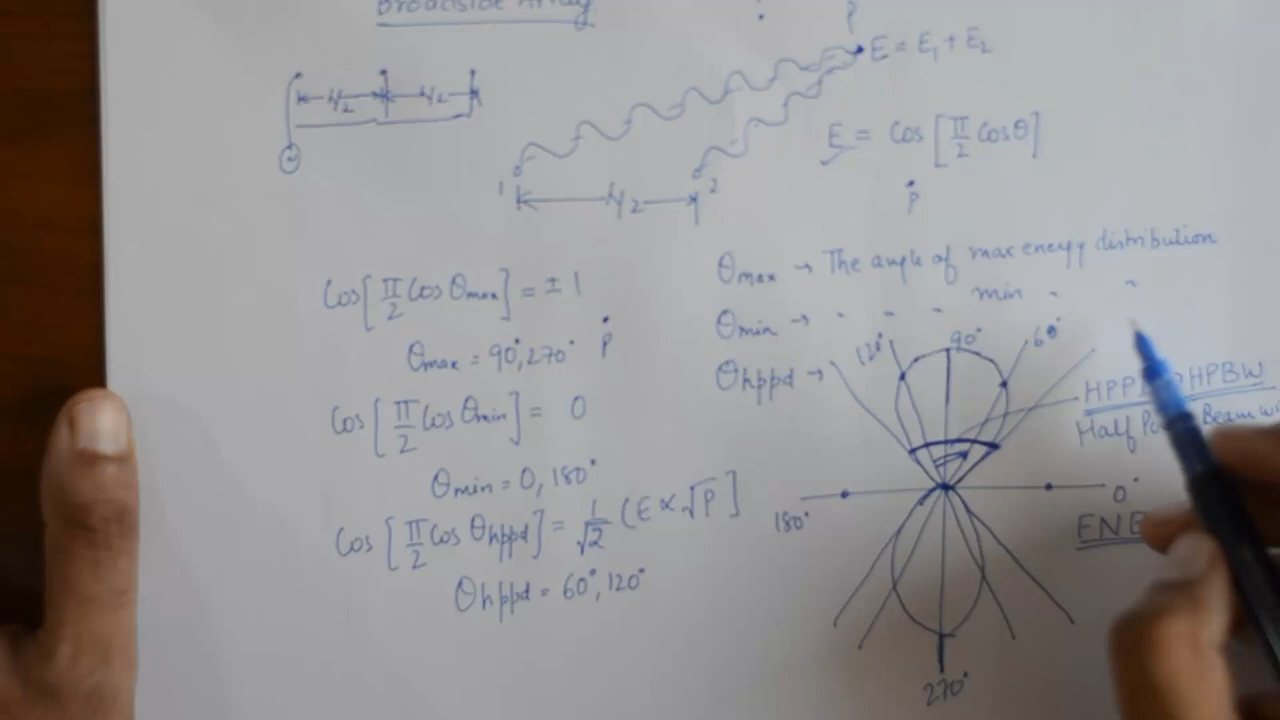 Broadside Array
λ/2 λ/2
P
E = E₁ + E₂
E = Cos [π/2 Cosθ]
1 λ/2 2
P
Cos[π/2 Cos θmax] = ± 1
θmax = 90°, 270° P
Cos [π/2 Cos θmin] = 0
θmin = 0, 180°
Cos [π/2 Cos θhppd] = 1/√2 (E ∝ √P]
θhppd = 60°, 120°
θmax → The angle of max energy distribution
θmin → " " " min " "
θhppd →
120° 90° 60°
HPBW
Half Beam
180° 0°
270°